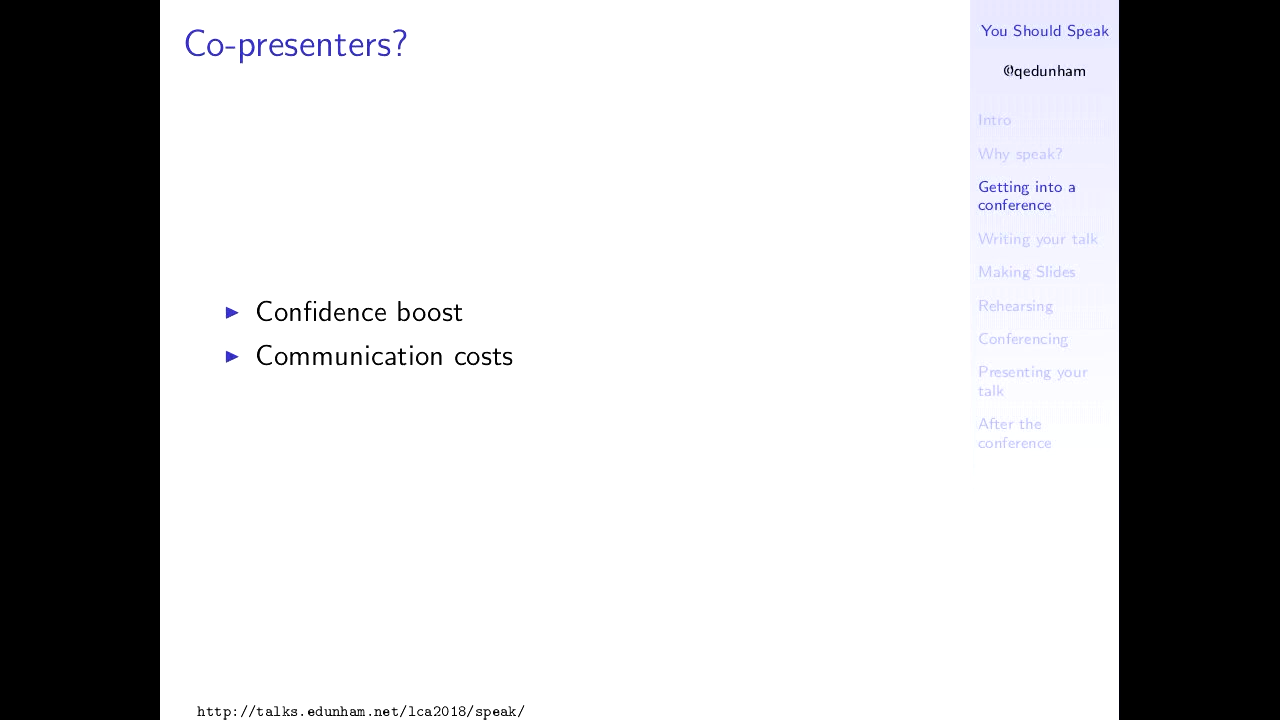 Co-presenters?
Confidence boost
Communication costs
http://talks.edunham.net/lca2018/speak/
You Should Speak
@qedunham
Intro
Why speak?
Getting into a
conference
Writing your talk
Making Slides
Rehearsing
Conferencing
Presenting your
talk
After the
conference